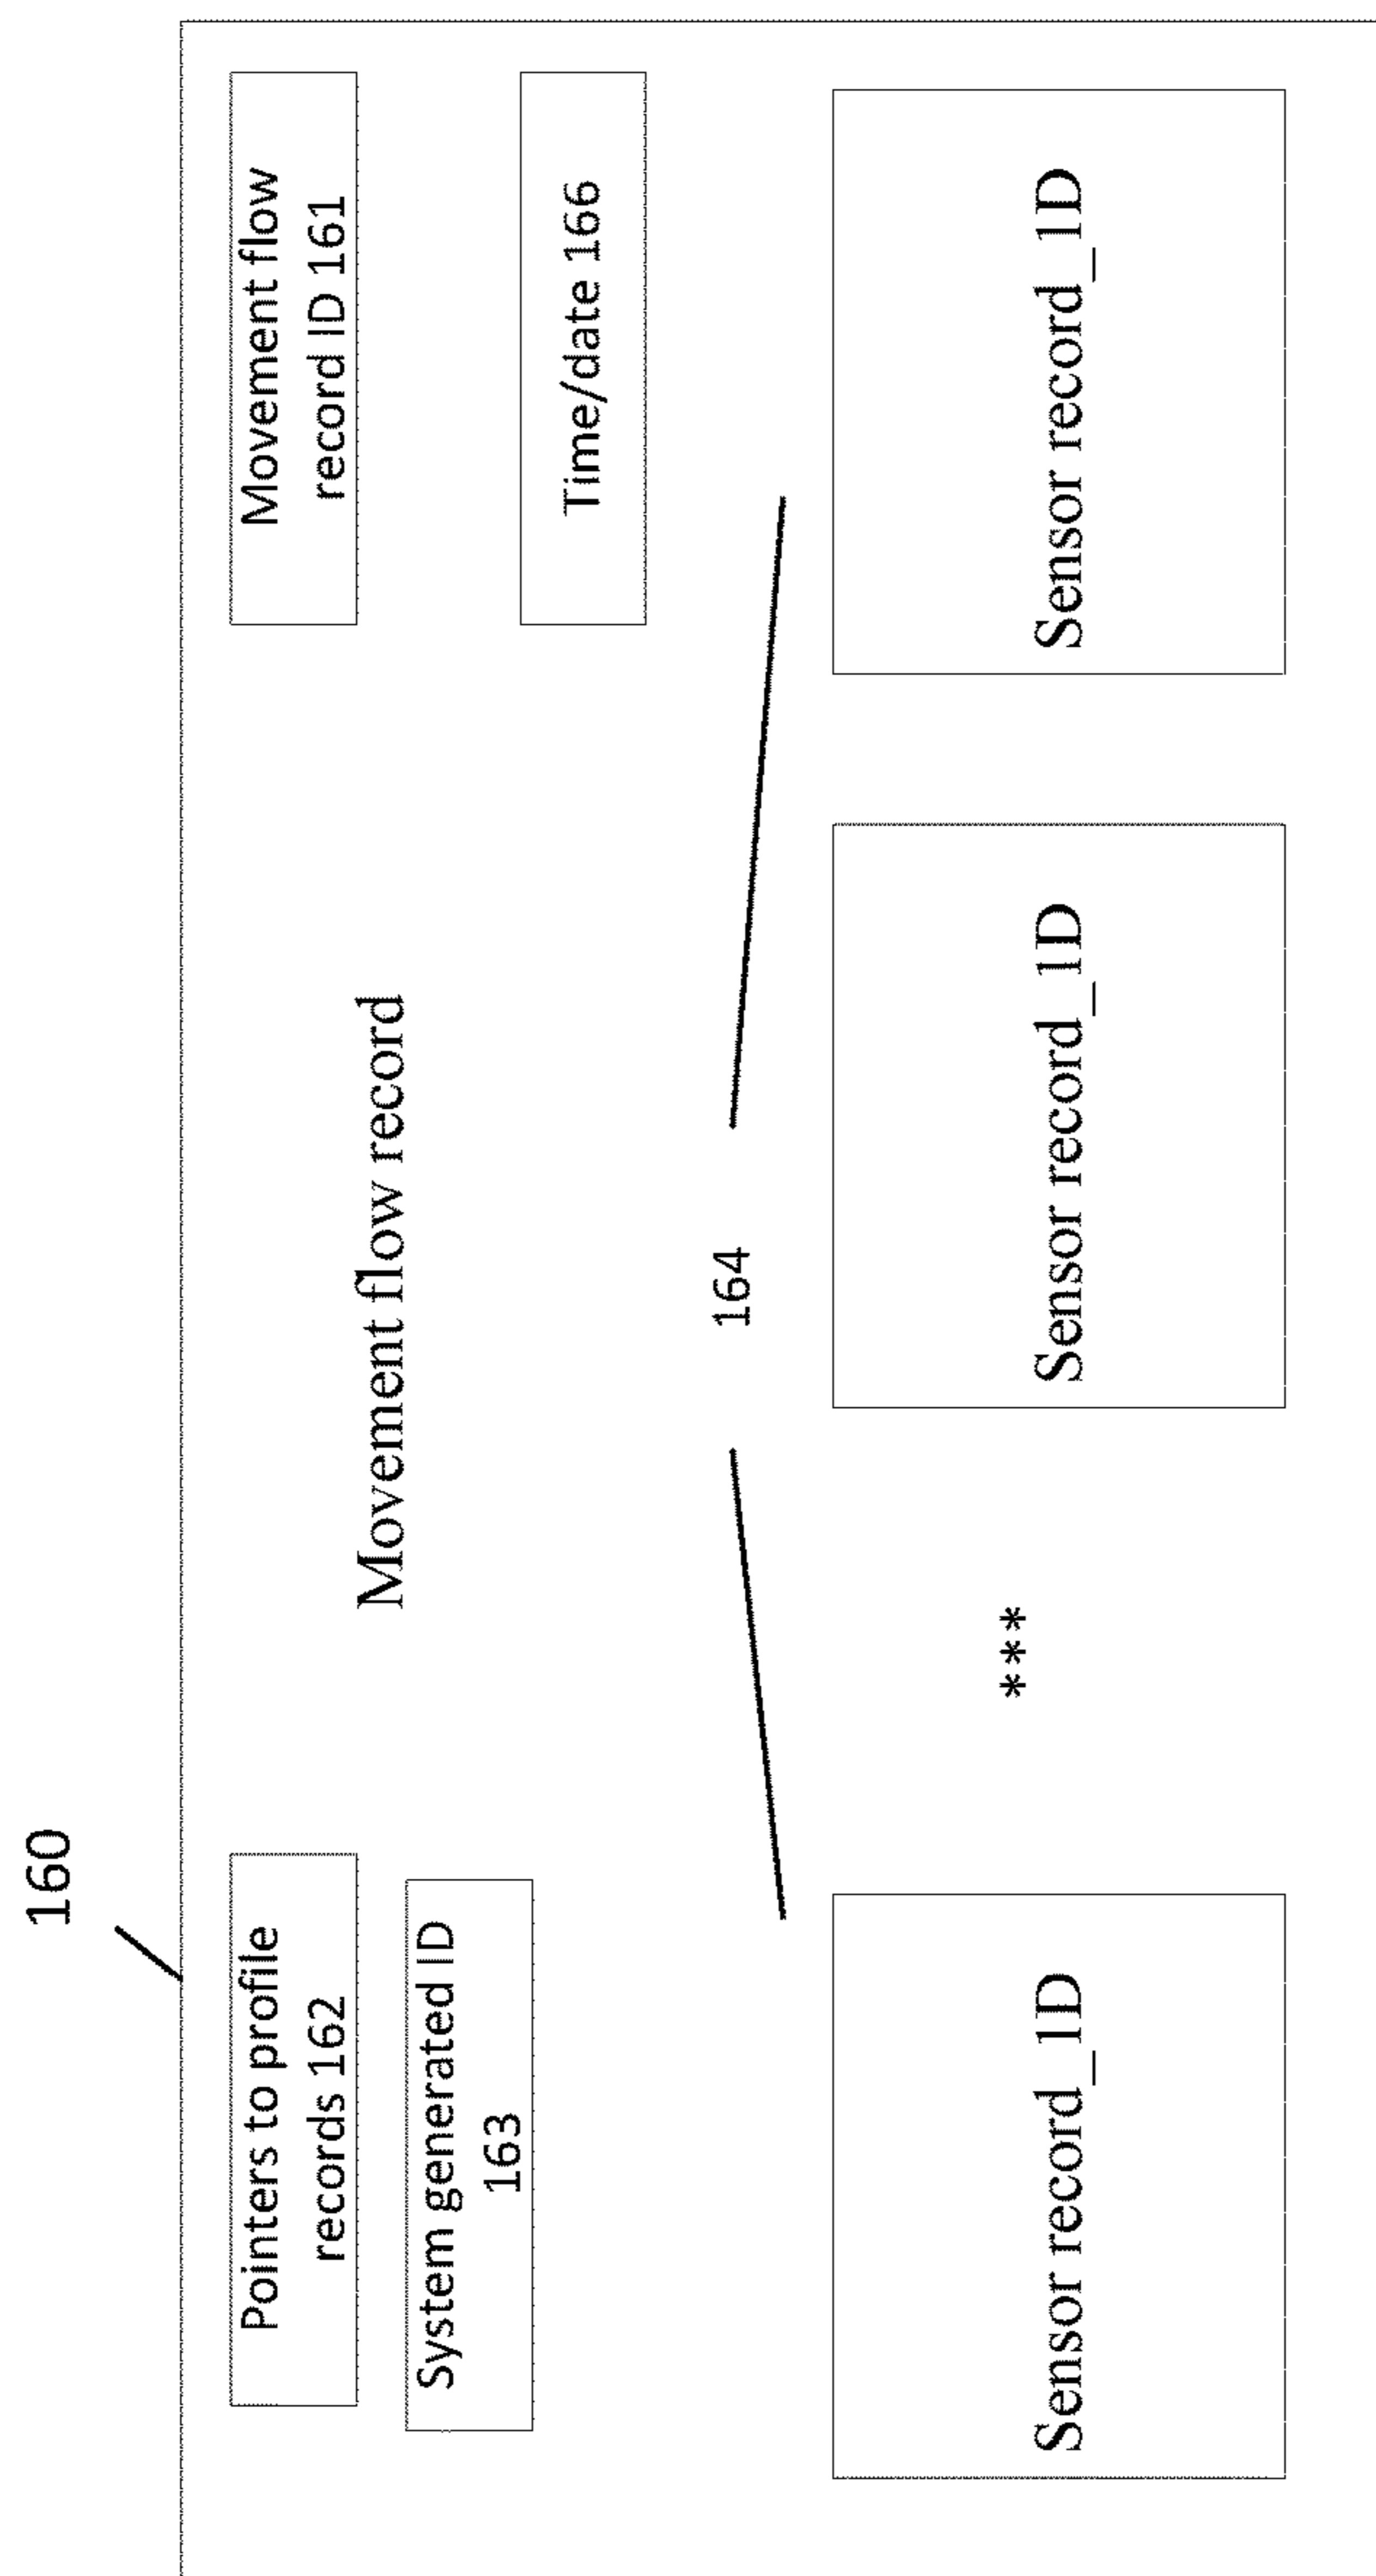 160
Pointers to profile
records 162
Movement flow
record ID 161
System generated ID
163
Movement flow record
Time/date 166
164
Sensor record_1D
***
Sensor record_1D
Sensor record_1D